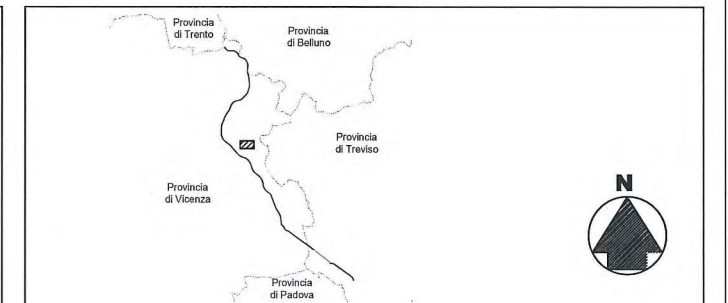 Provincia
di Trento
Provincia
di Belluno
Provincia
di Treviso
Provincia
di Vicenza
N
Provincia
di Padova